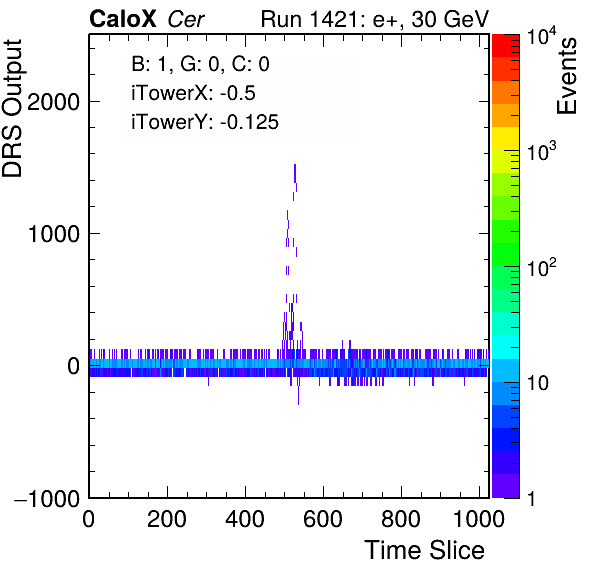 CaloX Cer Run 1421: e+, 30 GeV
B: 1, G: 0, C: 0
iTowerX: -0.5
iTowerY: -0.125
DRS Output
2000
1000
0
−1000
0 200 400 600 800 1000
Time Slice
Events
10^4
10^3
10^2
10
1